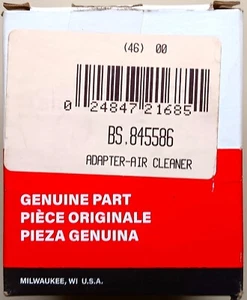 (46) 00
0 24847 21685
BS.845586
ADAPTER-AIR CLEANER
GENUINE PART
PIÈCE ORIGINALE
PIEZA GENUINA
MILWAUKEE, WI U.S.A.